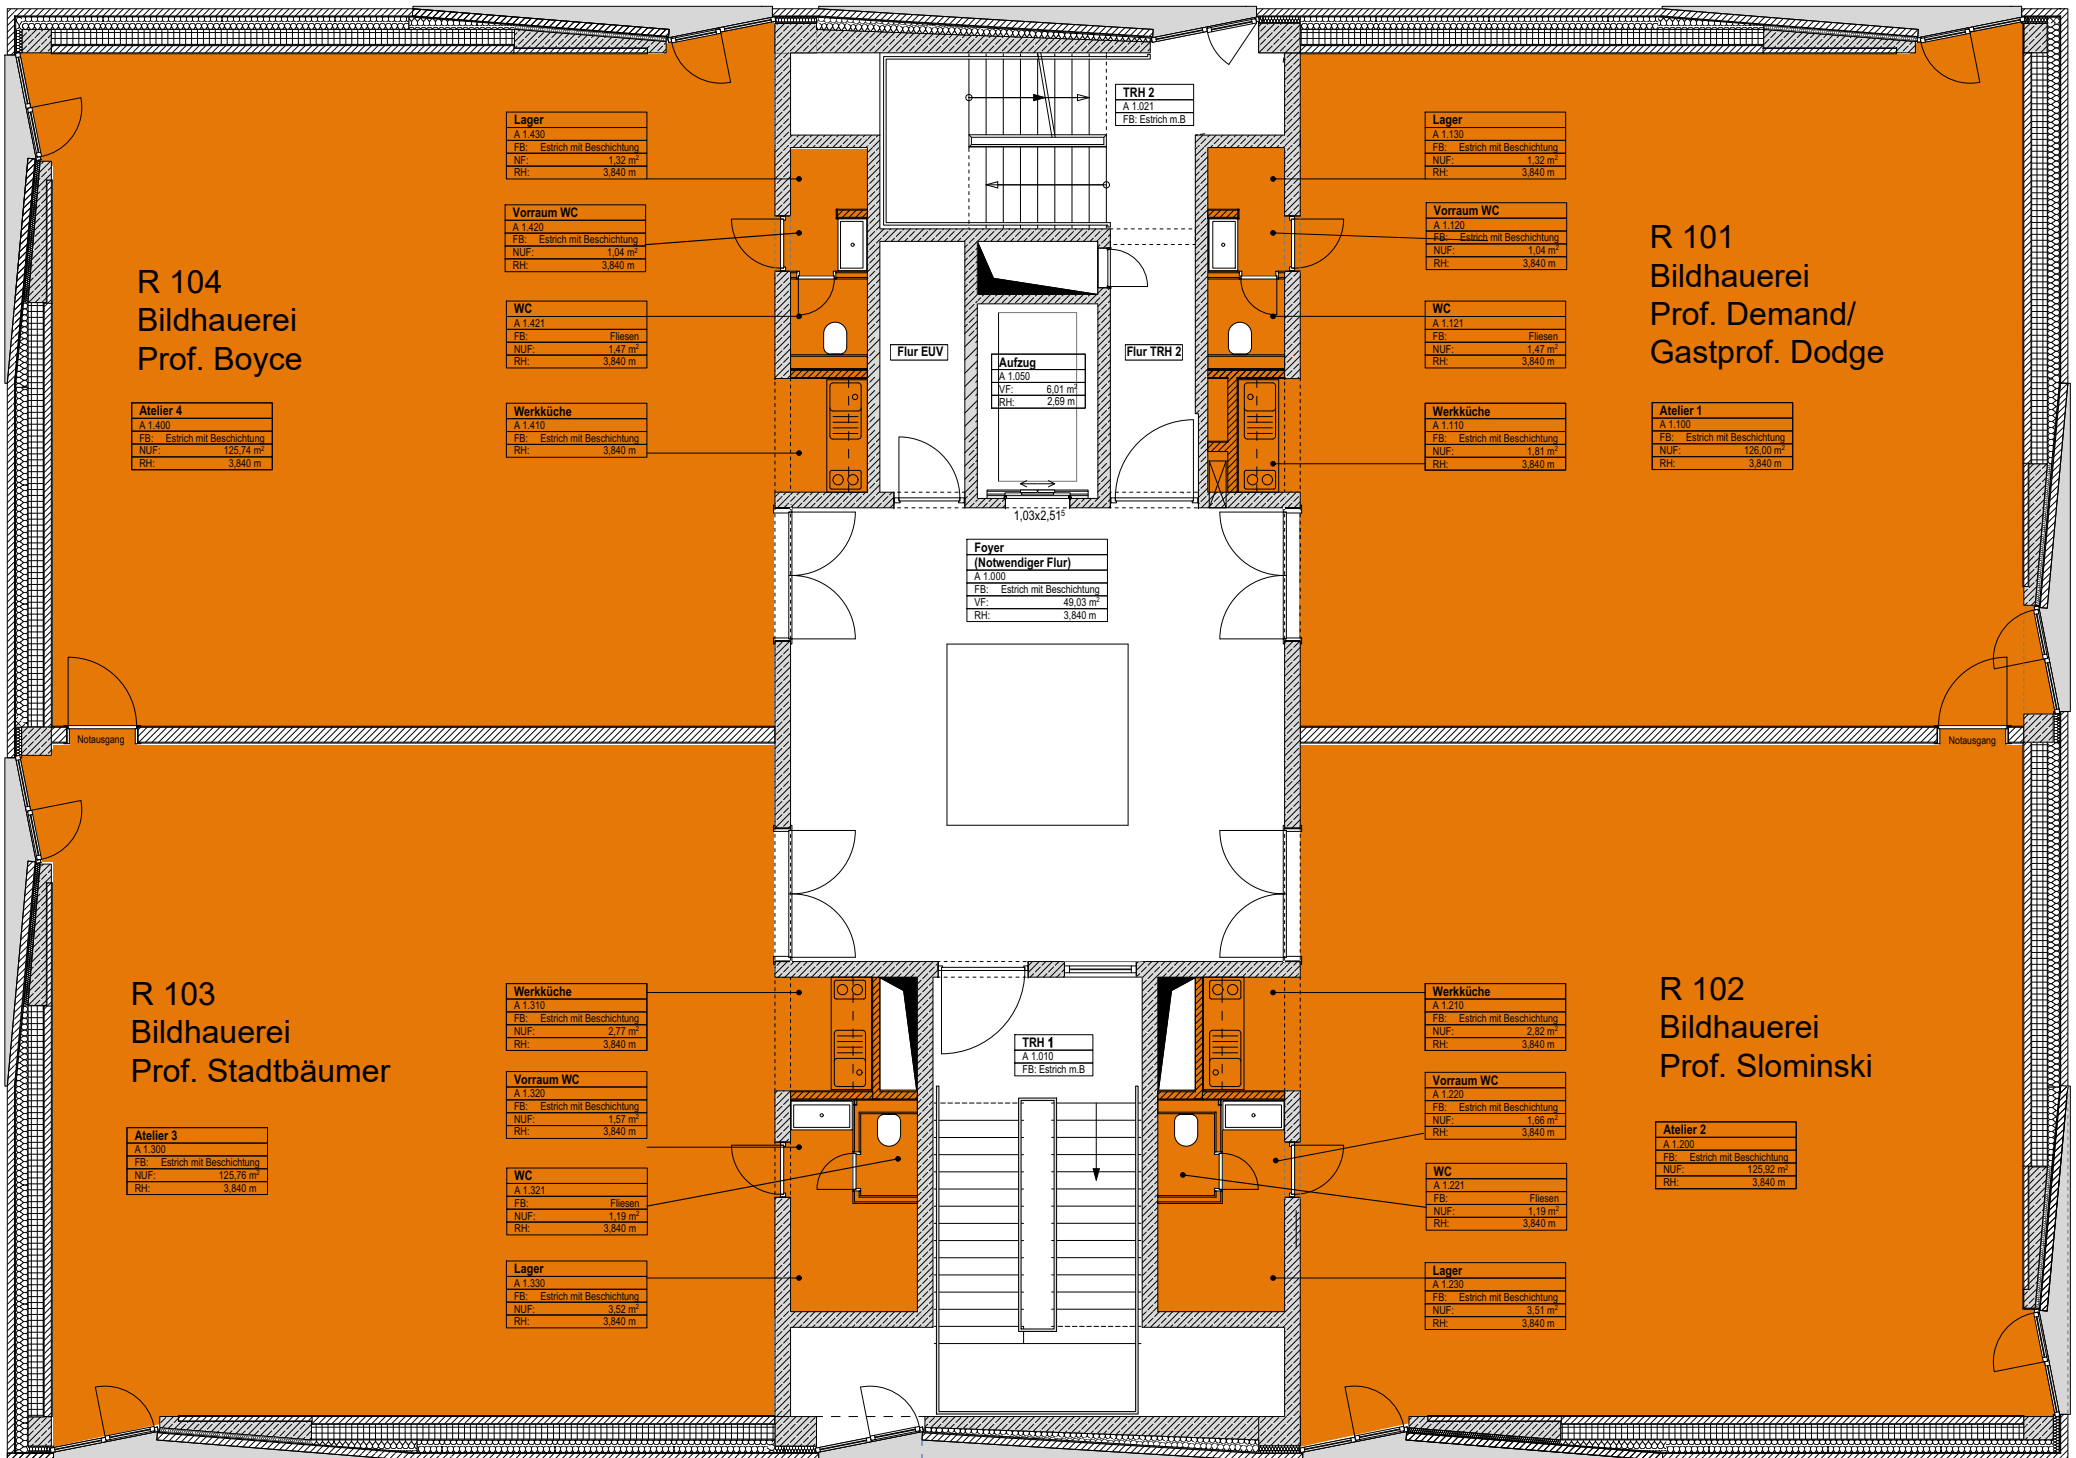 TRH 2
A 1.021
FB: Estrich m.B
Lager
A 1.430
FB: Estrich mit Beschichtung
NF: 1,32 m²
RH: 3,840 m
Vorraum WC
A 1.420
FB: Estrich mit Beschichtung
NUF: 1,04 m²
RH: 3,840 m
WC
A 1.421
FB: Fliesen
NUF: 1,47 m²
RH: 3,840 m
Werkküche
A 1.410
FB: Estrich mit Beschichtung
RH: 3,840 m
R 104
Bildhauerei
Prof. Boyce
Atelier 4
A 1.400
FB: Estrich mit Beschichtung
NUF: 125,74 m²
RH: 3,840 m
Flur EUV
Aufzug
A 1.050
VF: 6,01 m²
RH: 2,69 m
Flur TRH 2
1,03x2,51⁵
Lager
A 1.130
FB: Estrich mit Beschichtung
NUF: 1,32 m²
RH: 3,840 m
Vorraum WC
A 1.120
FB: Estrich mit Beschichtung
NUF: 1,04 m²
RH: 3,840 m
WC
A 1.121
FB: Fliesen
NUF: 1,47 m²
RH: 3,840 m
Werkküche
A 1.110
FB: Estrich mit Beschichtung
NUF: 1,81 m²
RH: 3,840 m
R 101
Bildhauerei
Prof. Demand/
Gastprof. Dodge
Atelier 1
A 1.100
FB: Estrich mit Beschichtung
NUF: 126,00 m²
RH: 3,840 m
Foyer
(Notwendiger Flur)
A 1.000
FB: Estrich mit Beschichtung
VF: 49,03 m²
RH: 3,840 m
Notausgang
Notausgang
R 103
Bildhauerei
Prof. Stadtbäumer
Atelier 3
A 1.300
FB: Estrich mit Beschichtung
NUF: 125,76 m²
RH: 3,840 m
Werkküche
A 1.310
FB: Estrich mit Beschichtung
NUF: 2,77 m²
RH: 3,840 m
Vorraum WC
A 1.320
FB: Estrich mit Beschichtung
NUF: 1,57 m²
RH: 3,840 m
WC
A 1.321
FB: Fliesen
NUF: 1,19 m²
RH: 3,840 m
Lager
A 1.330
FB: Estrich mit Beschichtung
NUF: 3,52 m²
RH: 3,840 m
TRH 1
A 1.010
FB: Estrich m.B
Werkküche
A 1.210
FB: Estrich mit Beschichtung
NUF: 2,82 m²
RH: 3,840 m
Vorraum WC
A 1.220
FB: Estrich mit Beschichtung
NUF: 1,66 m²
RH: 3,840 m
WC
A 1.221
FB: Fliesen
NUF: 1,19 m²
RH: 3,840 m
Lager
A 1.230
FB: Estrich mit Beschichtung
NUF: 3,51 m²
RH: 3,840 m
R 102
Bildhauerei
Prof. Slominski
Atelier 2
A 1.200
FB: Estrich mit Beschichtung
NUF: 125,92 m²
RH: 3,840 m